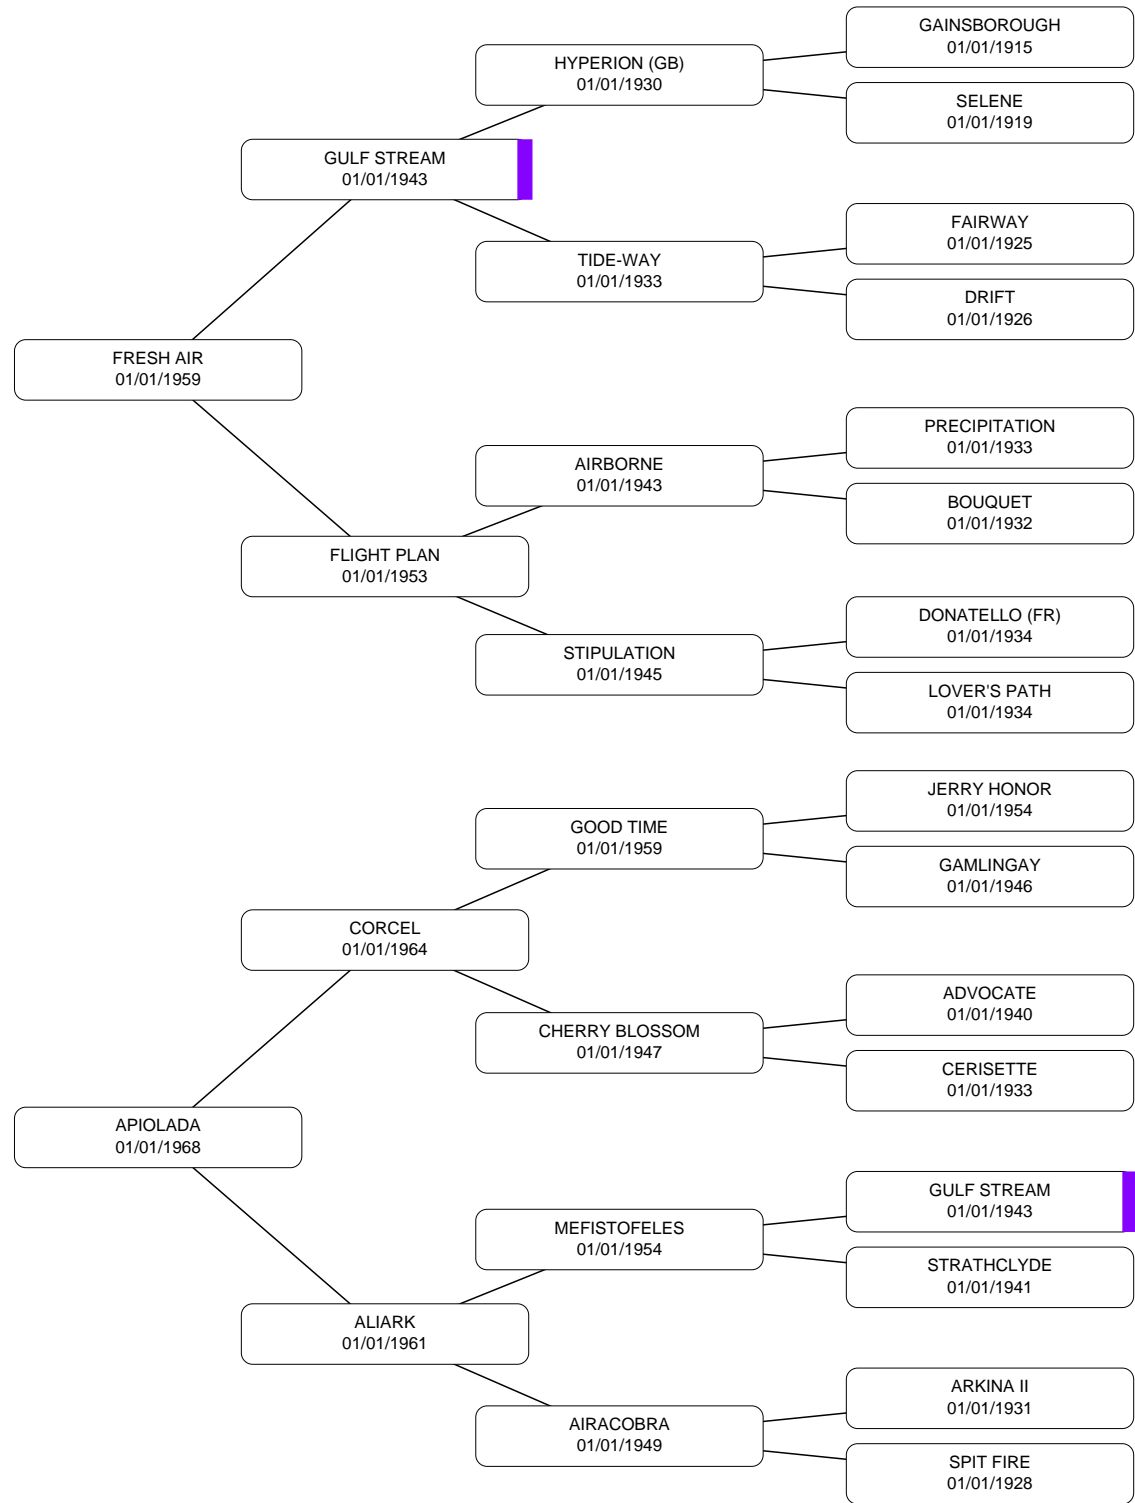 GAINSBOROUGH
01/01/1915
HYPERION (GB)
01/01/1930
SELENE
01/01/1919
GULF STREAM
01/01/1943
FAIRWAY
01/01/1925
TIDE-WAY
01/01/1933
DRIFT
01/01/1926
FRESH AIR
01/01/1959
PRECIPITATION
01/01/1933
AIRBORNE
01/01/1943
BOUQUET
01/01/1932
FLIGHT PLAN
01/01/1953
DONATELLO (FR)
01/01/1934
STIPULATION
01/01/1945
LOVER'S PATH
01/01/1934
JERRY HONOR
01/01/1954
GOOD TIME
01/01/1959
GAMLINGAY
01/01/1946
CORCEL
01/01/1964
ADVOCATE
01/01/1940
CHERRY BLOSSOM
01/01/1947
CERISETTE
01/01/1933
APIOLADA
01/01/1968
GULF STREAM
01/01/1943
MEFISTOFELES
01/01/1954
STRATHCLYDE
01/01/1941
ALIARK
01/01/1961
ARKINA II
01/01/1931
AIRACOBRA
01/01/1949
SPIT FIRE
01/01/1928